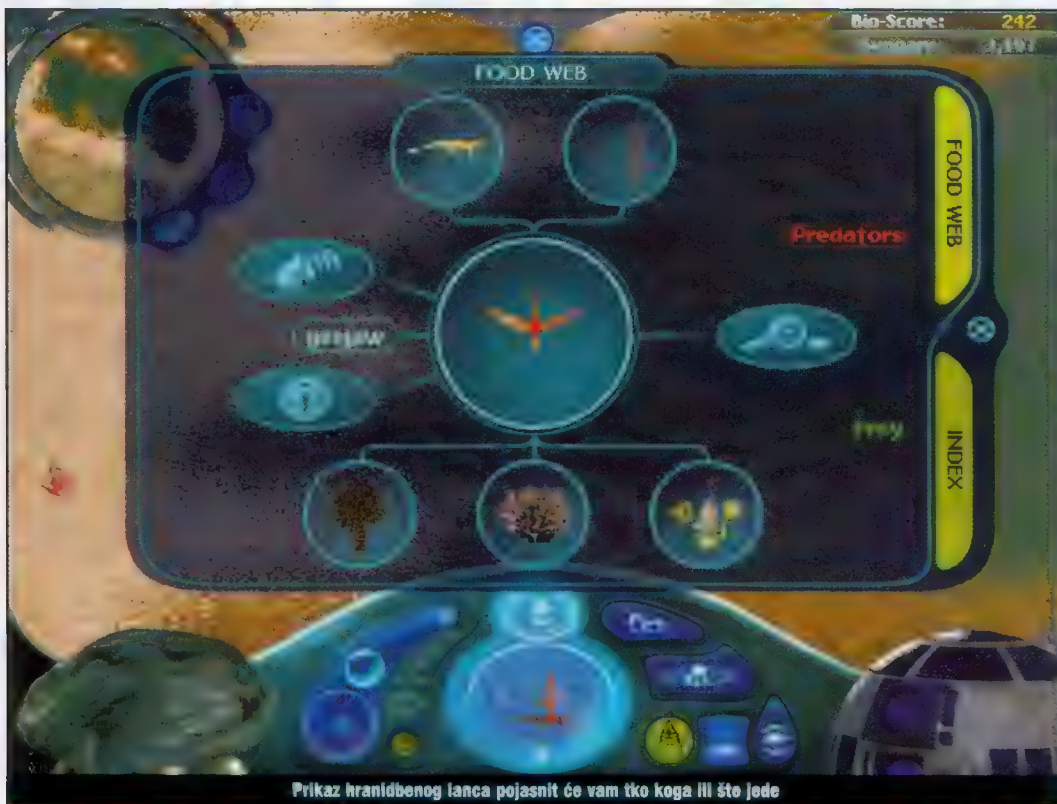 Bio-Score: 242
FOOD WEB
FOOD WEB
Predators
Prey
INDEX
Prikaz hranidbenog lanca pojasnit će vam tko koga ili što jede